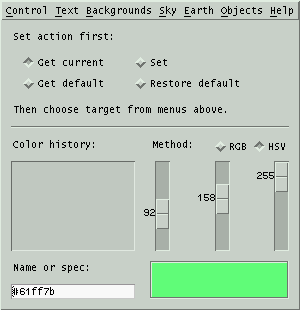 Control Text Backgrounds Sky Earth Objects Help
Set action first:
Get current Set
Get default Restore default
Then choose target from menus above.
Color history: Method: RGB HSV
92 158 255
Name or spec:
#61ff7b